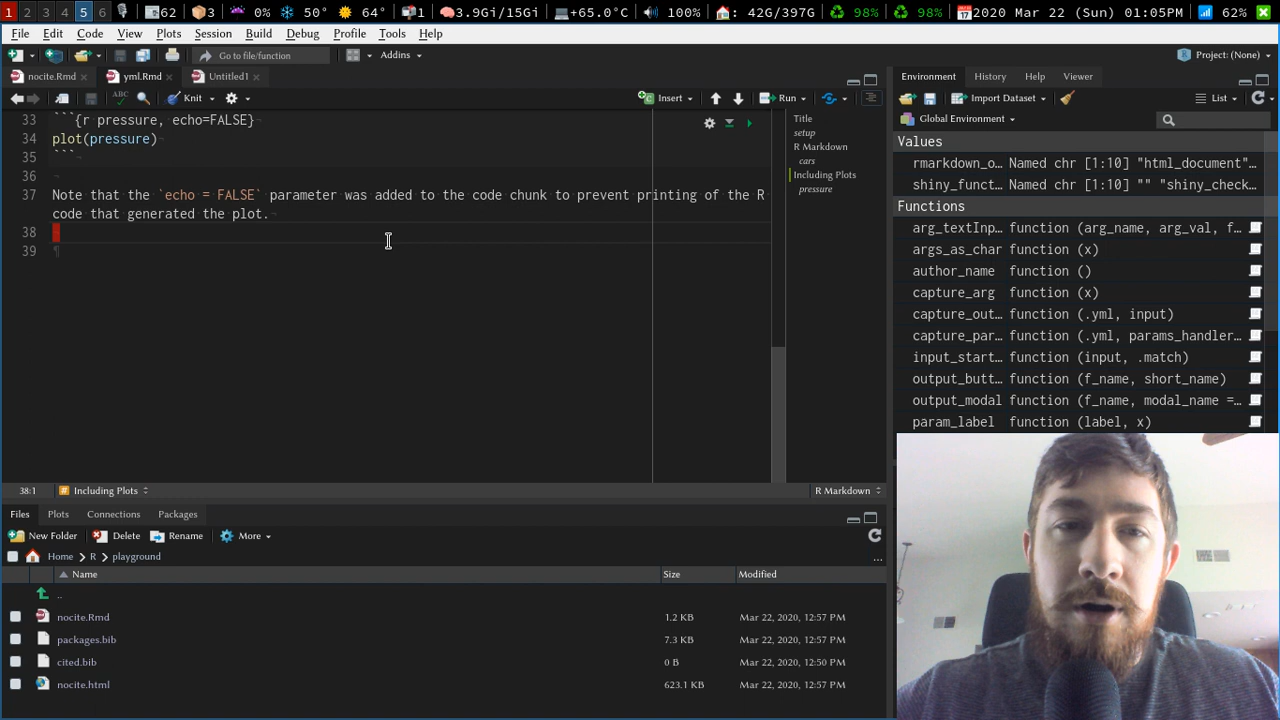 1 2 3 4 5 6 62 3 0% 50° 64° 1 3.9Gi/15Gi +65.0°C 100% : 42G/397G 98% 98% 2020 Mar 22 (Sun) 01:05PM 62%
File Edit Code View Plots Session Build Debug Profile Tools Help
Go to file/function Addins Project: (None)
nocite.Rmd yml.Rmd Untitled1
Knit Insert Run
33 ```{r pressure, echo=FALSE}
34 plot(pressure)
35 ```
36
37 Note that the `echo = FALSE` parameter was added to the code chunk to prevent printing of the R
code that generated the plot.
38
39
Title
setup
R Markdown
cars
Including Plots
pressure
38:1 Including Plots R Markdown
Environment History Help Viewer
Import Dataset List
Global Environment
Values
rmarkdown_o… Named chr [1:10] "html_document"…
shiny_funct… Named chr [1:10] "" "shiny_check…
Functions
arg_textInp… function (arg_name, arg_val, f…
args_as_char function (x)
author_name function ()
capture_arg function (x)
capture_out… function (.yml, input)
capture_par… function (.yml, params_handler…
input_start… function (input, .match)
output_butt… function (f_name, short_name)
output_modal function (f_name, modal_name =…
param_label function (label, x)
Files Plots Connections Packages
New Folder Delete Rename More
Home R playground ...
Name Size Modified
..
nocite.Rmd 1.2 KB Mar 22, 2020, 12:57 PM
packages.bib 7.3 KB Mar 22, 2020, 12:57 PM
cited.bib 0 B Mar 22, 2020, 12:50 PM
nocite.html 623.1 KB Mar 22, 2020, 12:57 PM